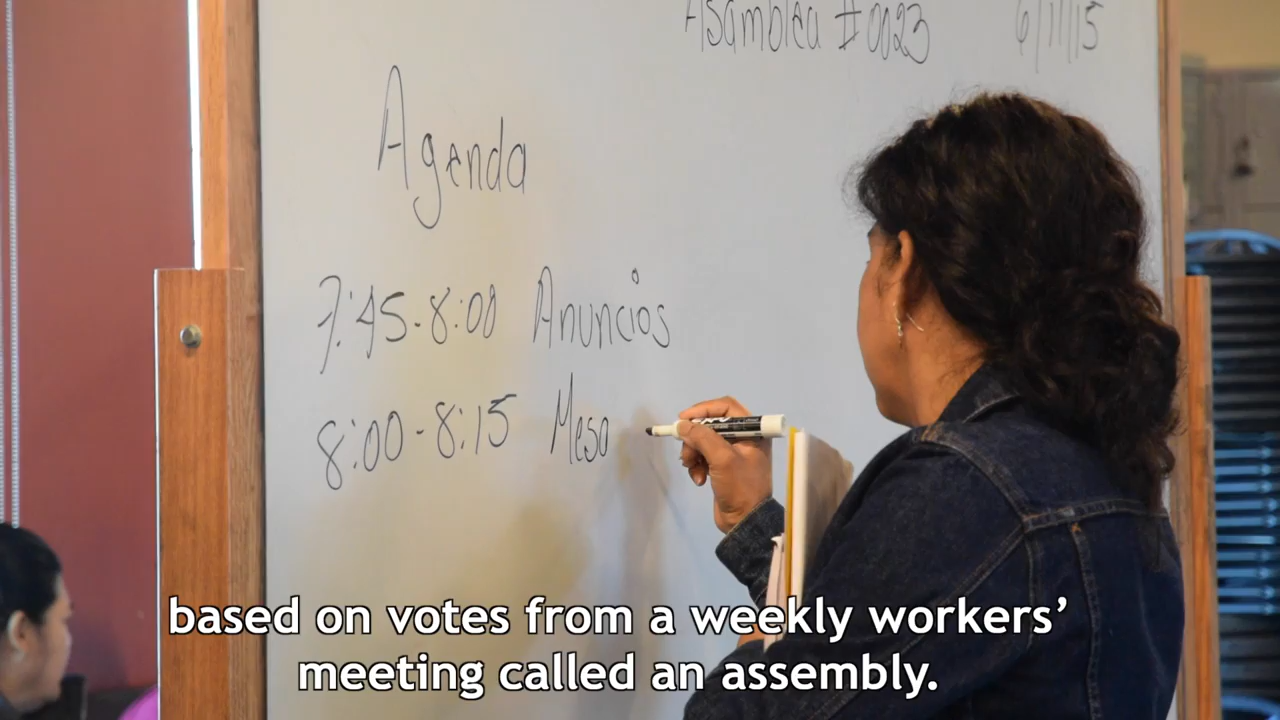 Asamblea #0023 6/11/15
Agenda
7:45-8:00 Anuncios
8:00-8:15 Mesa
based on votes from a weekly workers’
meeting called an assembly.